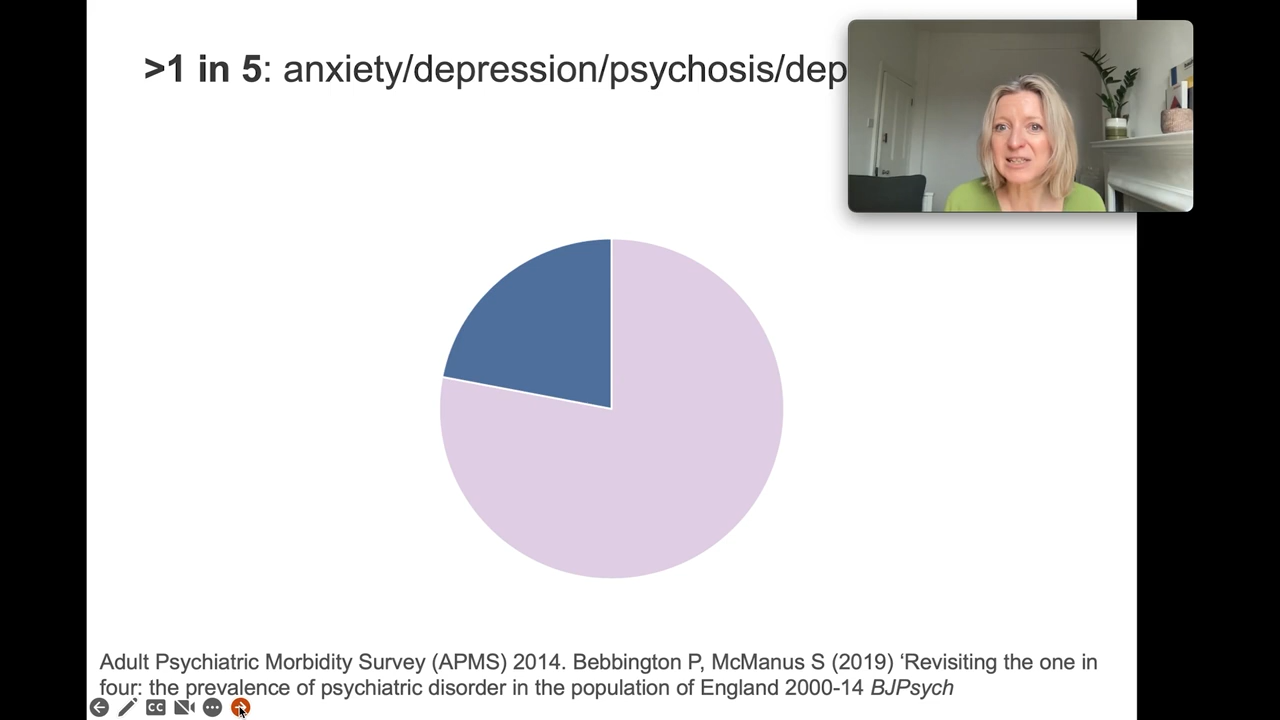 >1 in 5: anxiety/depression/psychosis/dep
Adult Psychiatric Morbidity Survey (APMS) 2014. Bebbington P, McManus S (2019) ‘Revisiting the one in
four: the prevalence of psychiatric disorder in the population of England 2000-14 BJPsych
CC